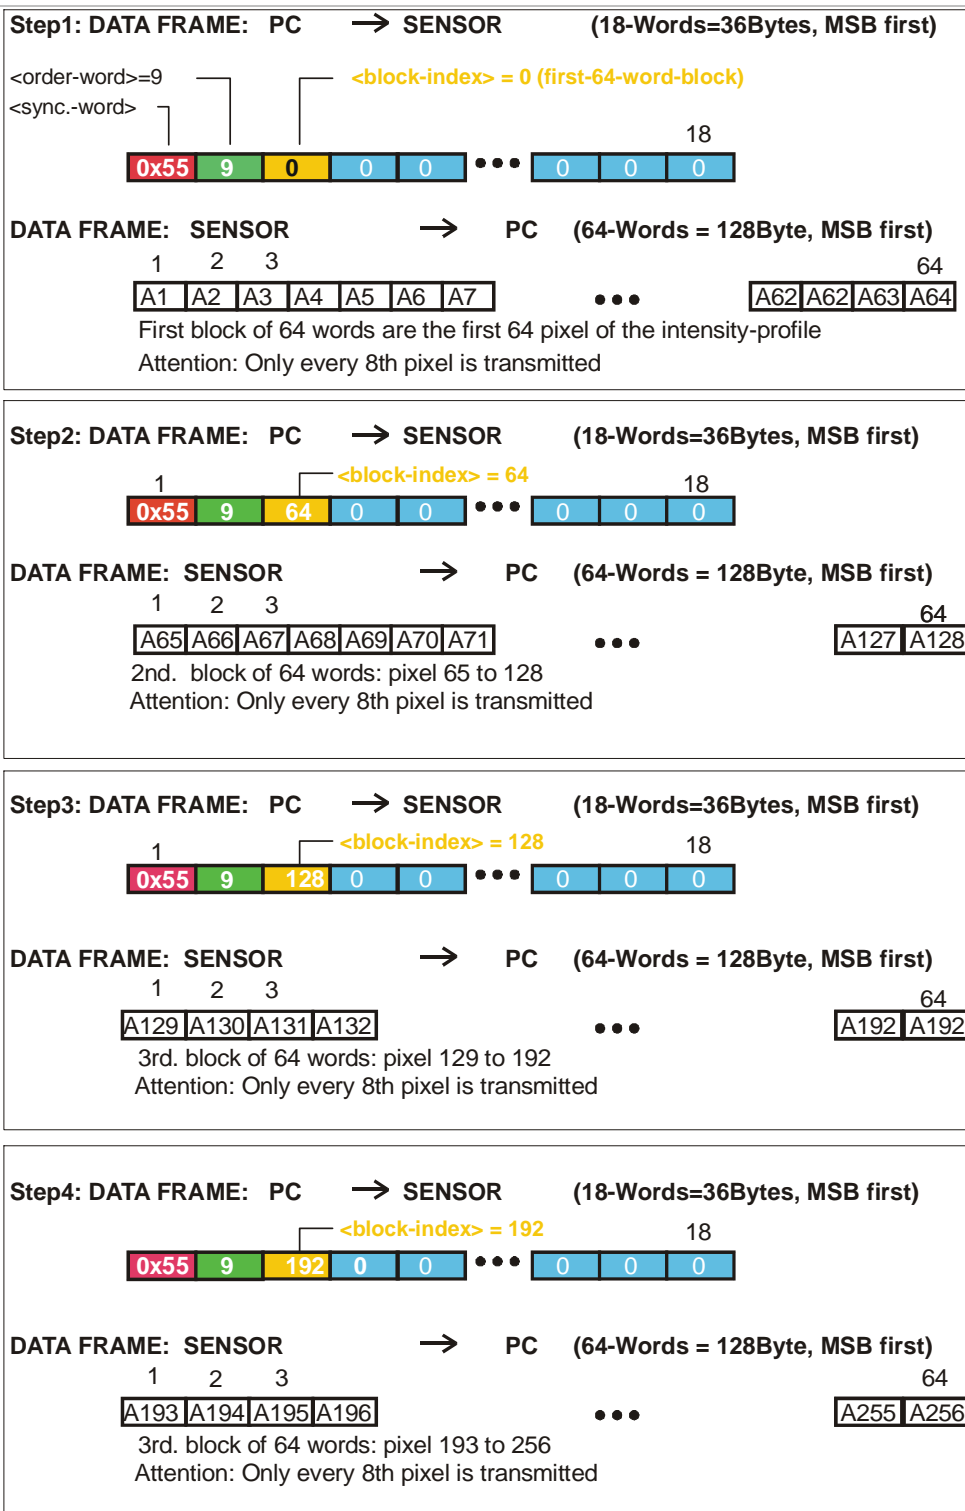 Step1: DATA FRAME: PC → SENSOR (18-Words=36Bytes, MSB first)
<order-word>=9 <block-index> = 0 (first-64-word-block)
<sync.-word>
18
0x55 9 0 0 0 ••• 0 0 0
DATA FRAME: SENSOR → PC (64-Words = 128Byte, MSB first)
1 2 3 64
A1 A2 A3 A4 A5 A6 A7 ••• A62 A62 A63 A64
First block of 64 words are the first 64 pixel of the intensity-profile
Attention: Only every 8th pixel is transmitted
Step2: DATA FRAME: PC → SENSOR (18-Words=36Bytes, MSB first)
<block-index> = 64
1 18
0x55 9 64 0 0 ••• 0 0 0
DATA FRAME: SENSOR → PC (64-Words = 128Byte, MSB first)
1 2 3 64
A65 A66 A67 A68 A69 A70 A71 ••• A127 A128
2nd. block of 64 words: pixel 65 to 128
Attention: Only every 8th pixel is transmitted
Step3: DATA FRAME: PC → SENSOR (18-Words=36Bytes, MSB first)
<block-index> = 128
1 18
0x55 9 128 0 0 ••• 0 0 0
DATA FRAME: SENSOR → PC (64-Words = 128Byte, MSB first)
1 2 3 64
A129 A130 A131 A132 ••• A192 A192
3rd. block of 64 words: pixel 129 to 192
Attention: Only every 8th pixel is transmitted
Step4: DATA FRAME: PC → SENSOR (18-Words=36Bytes, MSB first)
<block-index> = 192
18
0x55 9 192 0 0 ••• 0 0 0
DATA FRAME: SENSOR → PC (64-Words = 128Byte, MSB first)
1 2 3 64
A193 A194 A195 A196 ••• A255 A256
3rd. block of 64 words: pixel 193 to 256
Attention: Only every 8th pixel is transmitted